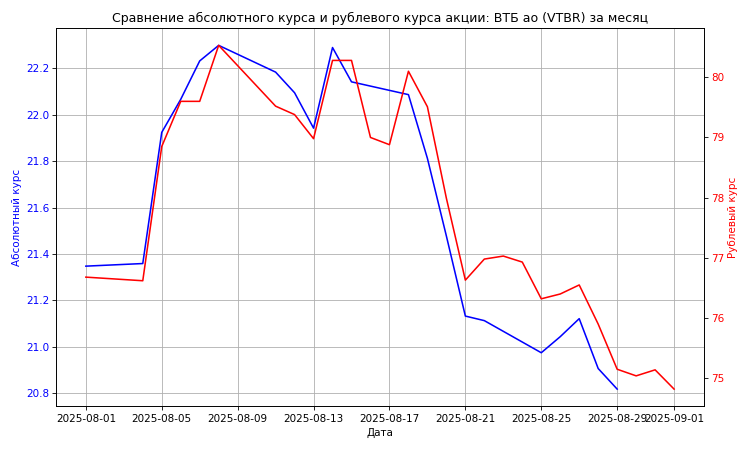 Сравнение абсолютного курса и рублевого курса акции: ВТБ ао (VTBR) за месяц
Абсолютный курс
22.2
22.0
21.8
21.6
21.4
21.2
21.0
20.8
80
79
78
77
76
75
Рублевый курс
2025-08-01 2025-08-05 2025-08-09 2025-08-13 2025-08-17 2025-08-21 2025-08-25 2025-08-29 2025-09-01
Дата